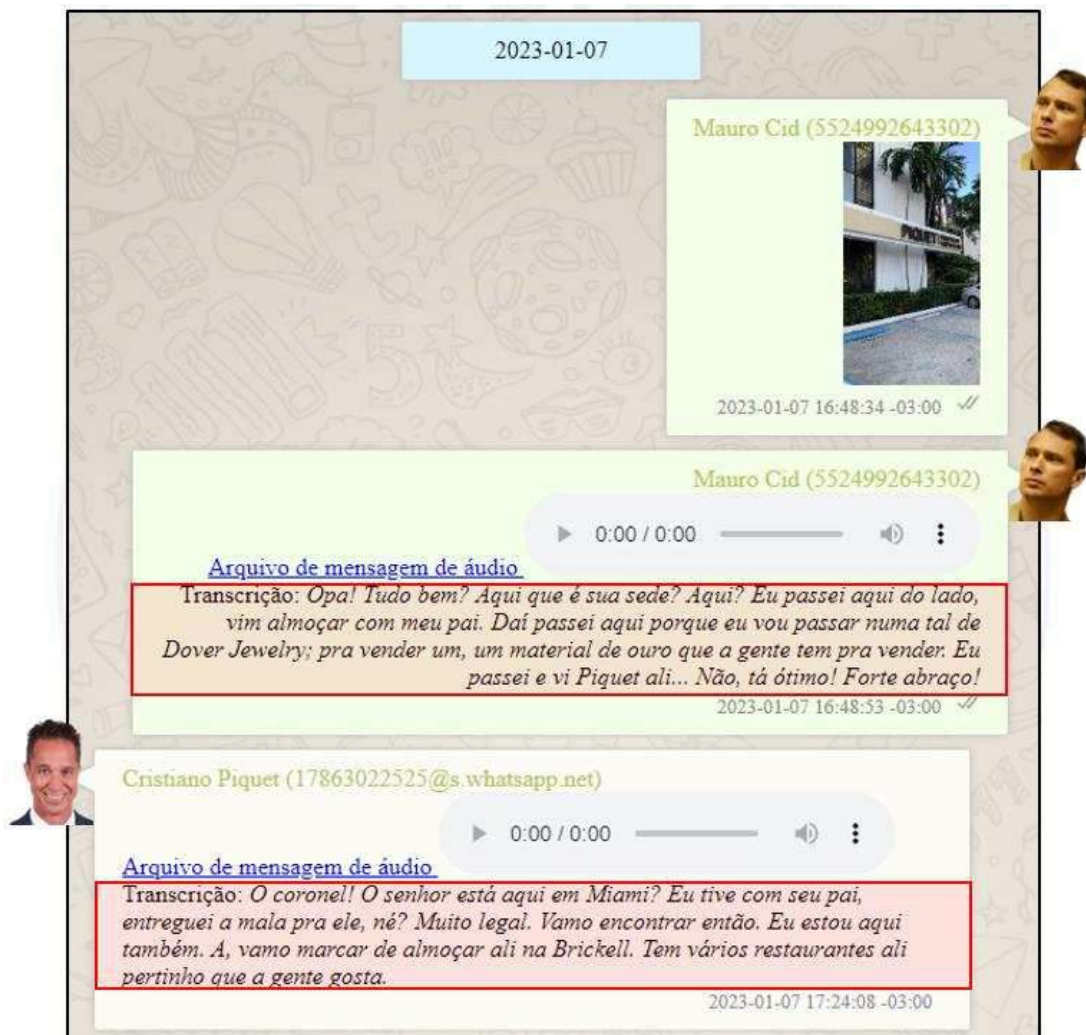 2023-01-07
Mauro Cid (5524992643302)
PIQUET
2023-01-07 16:48:34 -03:00
Mauro Cid (5524992643302)
0:00 / 0:00
Arquivo de mensagem de áudio
Transcrição: Opa! Tudo bem? Aqui que é sua sede? Aqui? Eu passei aqui do lado,
vim almoçar com meu pai. Daí passei aqui porque eu vou passar numa tal de
Dover Jewelry; pra vender um, um material de ouro que a gente tem pra vender. Eu
passei e vi Piquet ali... Não, tá ótimo! Forte abraço!
2023-01-07 16:48:53 -03:00
Cristiano Piquet (17863022525@s.whatsapp.net)
0:00 / 0:00
Arquivo de mensagem de áudio
Transcrição: O coronel! O senhor está aqui em Miami? Eu tive com seu pai,
entreguei a mala pra ele, né? Muito legal. Vamo encontrar então. Eu estou aqui
também. A, vamo marcar de almoçar ali na Brickell. Tem vários restaurantes ali
pertinho que a gente gosta.
2023-01-07 17:24:08 -03:00